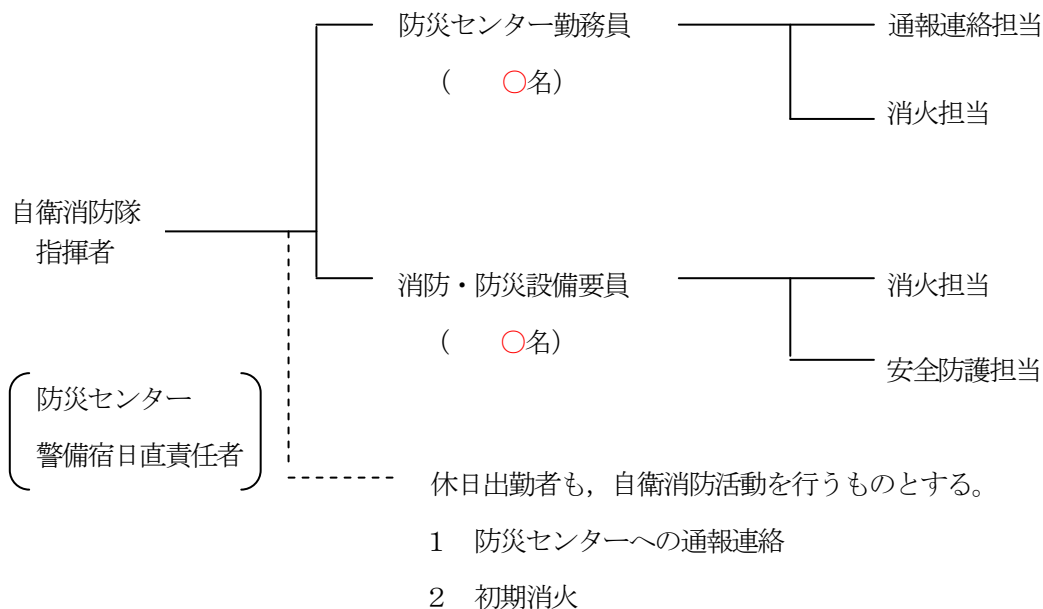 防災センター勤務員
(　　○名)
通報連絡担当
消火担当
自衛消防隊
指揮者
消防・防災設備要員
(　　○名)
消火担当
安全防護担当
防災センター
警備宿日直責任者
休日出勤者も，自衛消防活動を行うものとする。
１　防災センターへの通報連絡
２　初期消火